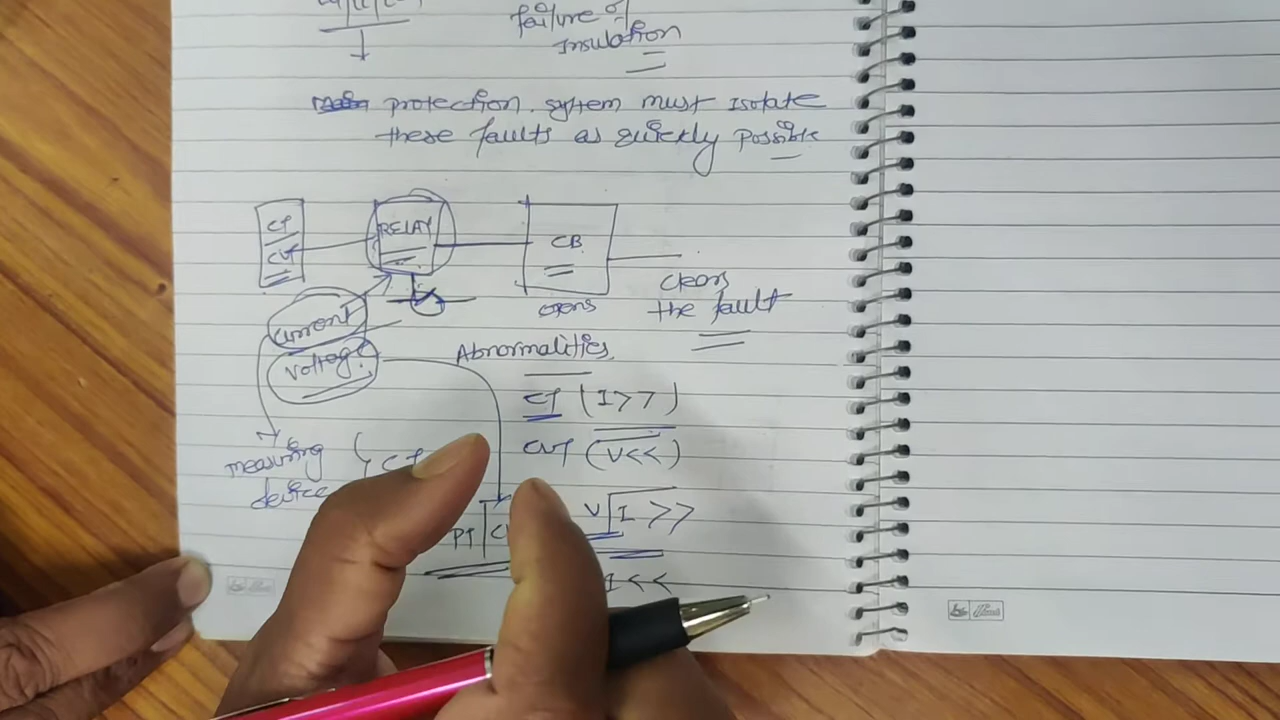 failure of
Insulation
protection system must isolate
these faults as quickly possible
CT
CVT
RELAY
CB
opens
clears
the fault
current
voltage
Abnormalities
CT (I>>)
CVT (V<<)
measuring
device
CT
PT
V/I >>
I <<